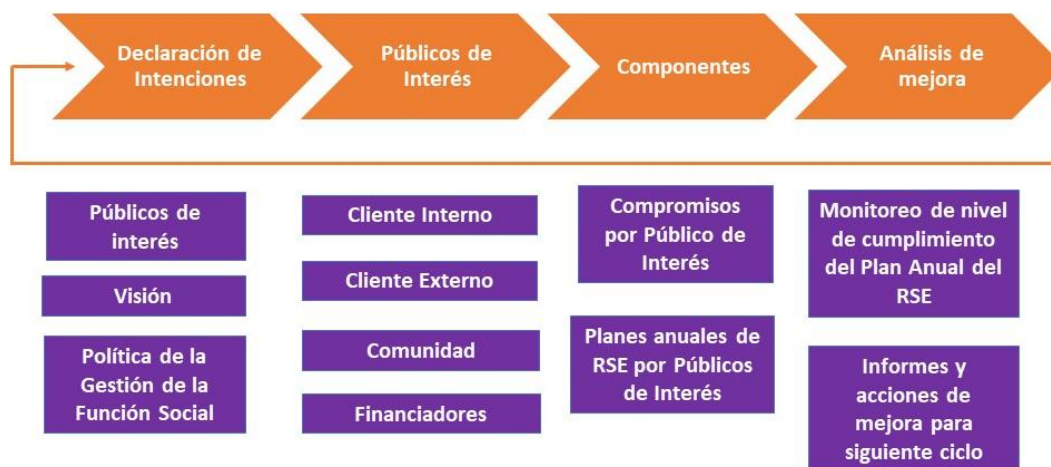 Declaración de
Intenciones
Públicos de
Interés
Componentes
Análisis de
mejora
Públicos de
interés
Visión
Política de la
Gestión de la
Función Social
Cliente Interno
Cliente Externo
Comunidad
Financiadores
Compromisos
por Público de
Interés
Planes anuales de
RSE por Públicos
de Interés
Monitoreo de nivel
de cumplimiento
del Plan Anual del
RSE
Informes y
acciones de
mejora para
siguiente ciclo